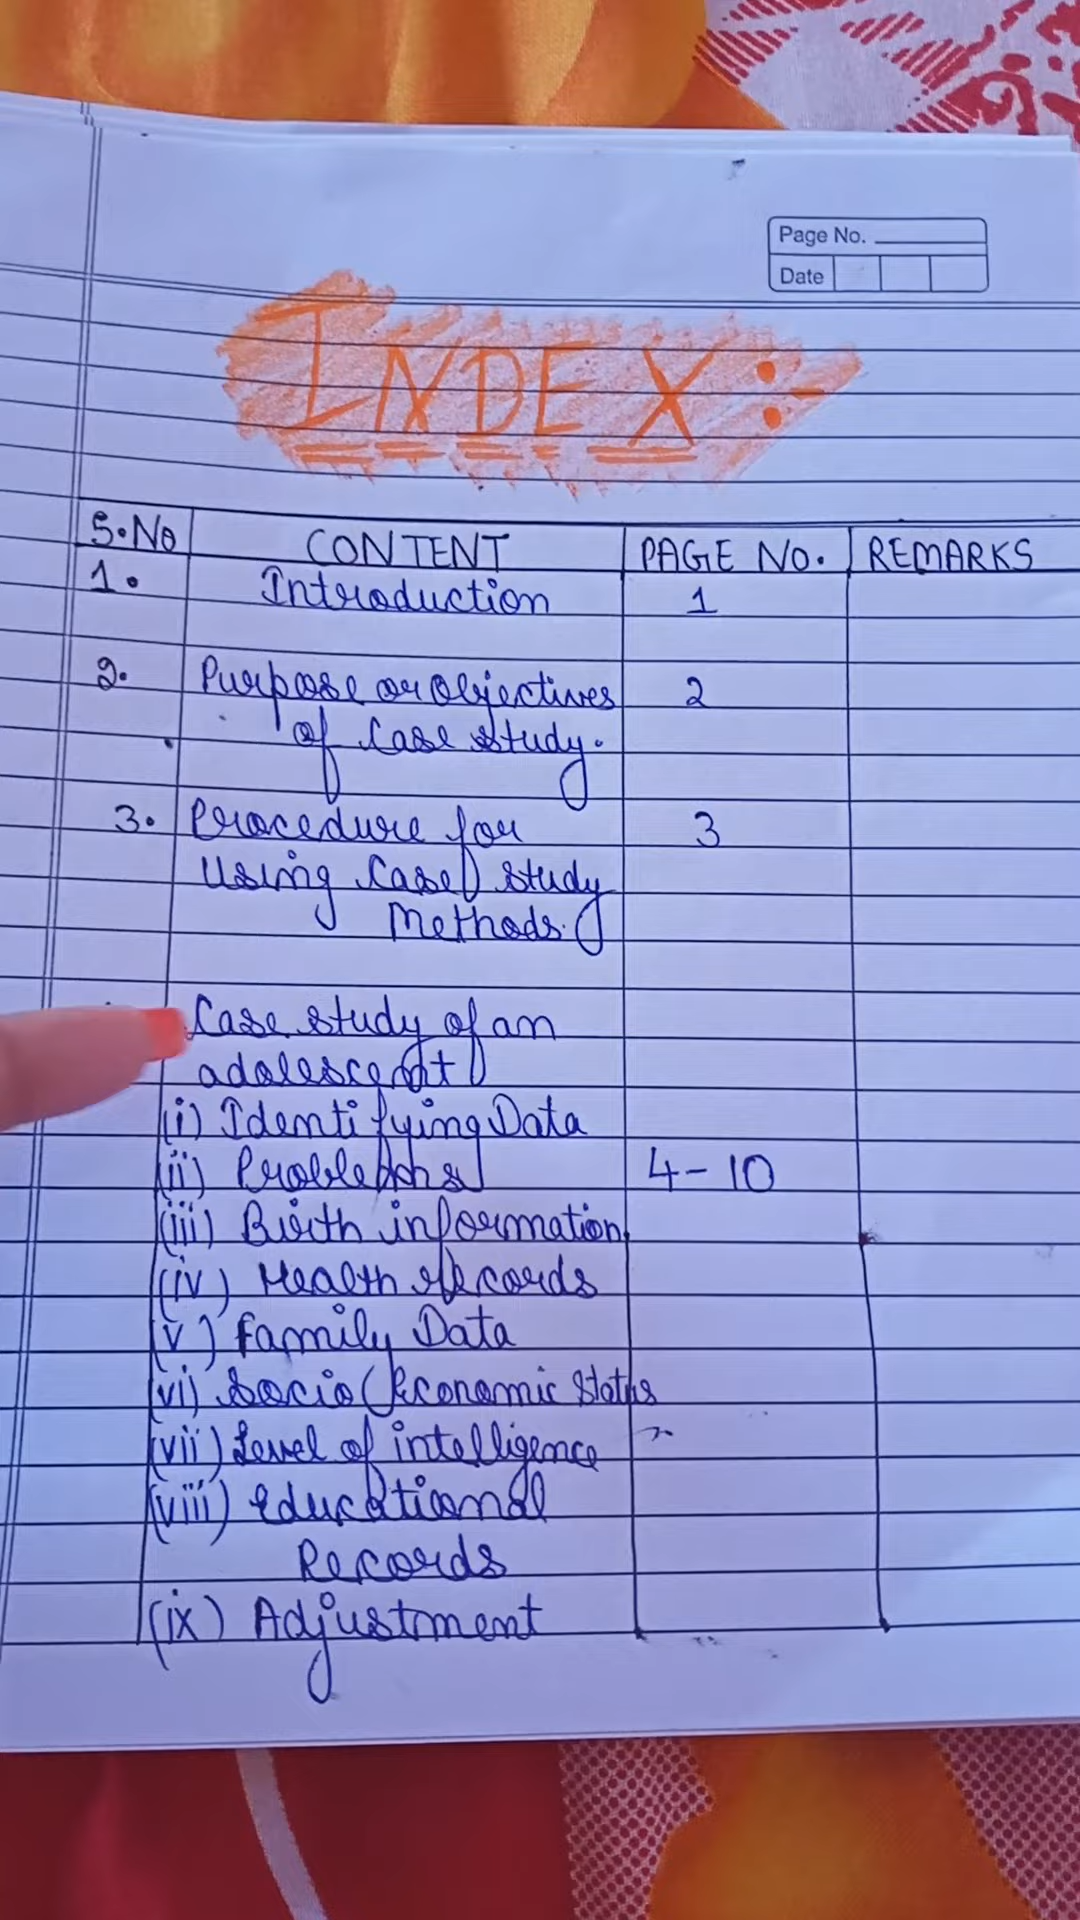 Page No.
Date
INDEX:-
S.No CONTENT PAGE No. REMARKS
1. Introduction 1
2. Purpose or objectives 2
of Case study.
3. Procedure for 3
Using Case study
Methods.
Case study of an
adolescent
(i) Identifying Data
(ii) Problems 4-10
(iii) Birth information
(iv) Health Records
(v) Family Data
(vi) Socio Economic Status
(vii) Level of intelligence
(viii) Educational
Records
(ix) Adjustment